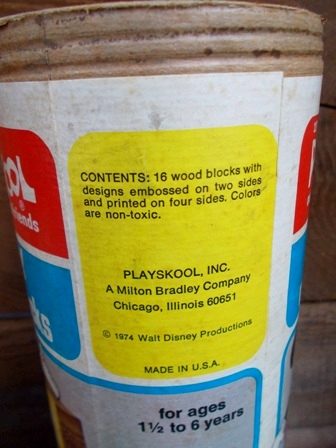 CONTENTS: 16 wood blocks with
designs embossed on two sides
and printed on four sides. Colors
are non-toxic.
PLAYSKOOL, INC.
A Milton Bradley Company
Chicago, Illinois 60651
© 1974 Walt Disney Productions
MADE IN U.S.A.
for ages
1½ to 6 years